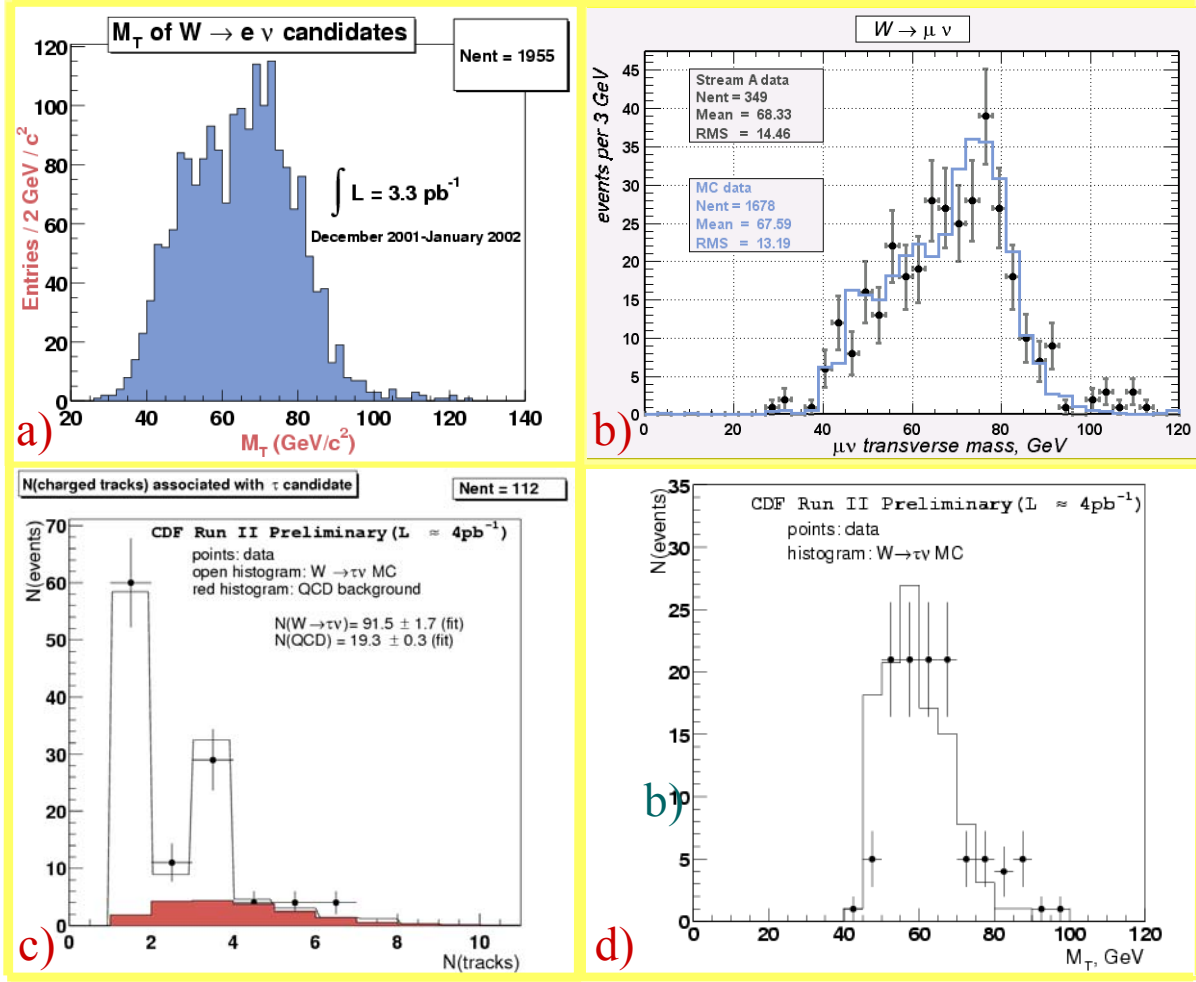 M_T of W → e ν candidates
Nent = 1955
120
100
80
60
40
20
0
Entries / 2 GeV / c²
∫ L = 3.3 pb⁻¹
December 2001-January 2002
20 40 60 80 100 120 140
M_T (GeV/c²)
a)
W → μ ν
45
40
35
30
25
20
15
10
5
0
events per 3 GeV
Stream A data
Nent = 349
Mean = 68.33
RMS = 14.46
MC data
Nent = 1678
Mean = 67.59
RMS = 13.19
0 20 40 60 80 100 120
μν transverse mass, GeV
b)
N(charged tracks) associated with τ candidate
Nent = 112
70
60
50
40
30
20
10
0
N(events)
CDF Run II Preliminary(L ≈ 4pb⁻¹)
points: data
open histogram: W →τν MC
red histogram: QCD background
N(W→τν)= 91.5 ± 1.7 (fit)
N(QCD) = 19.3 ± 0.3 (fit)
0 2 4 6 8 10
N(tracks)
c)
35
30
25
20
15
10
5
0
N(events)
CDF Run II Preliminary(L ≈ 4pb⁻¹)
points: data
histogram: W→τν MC
b)
0 20 40 60 80 100 120
M_T, GeV
d)